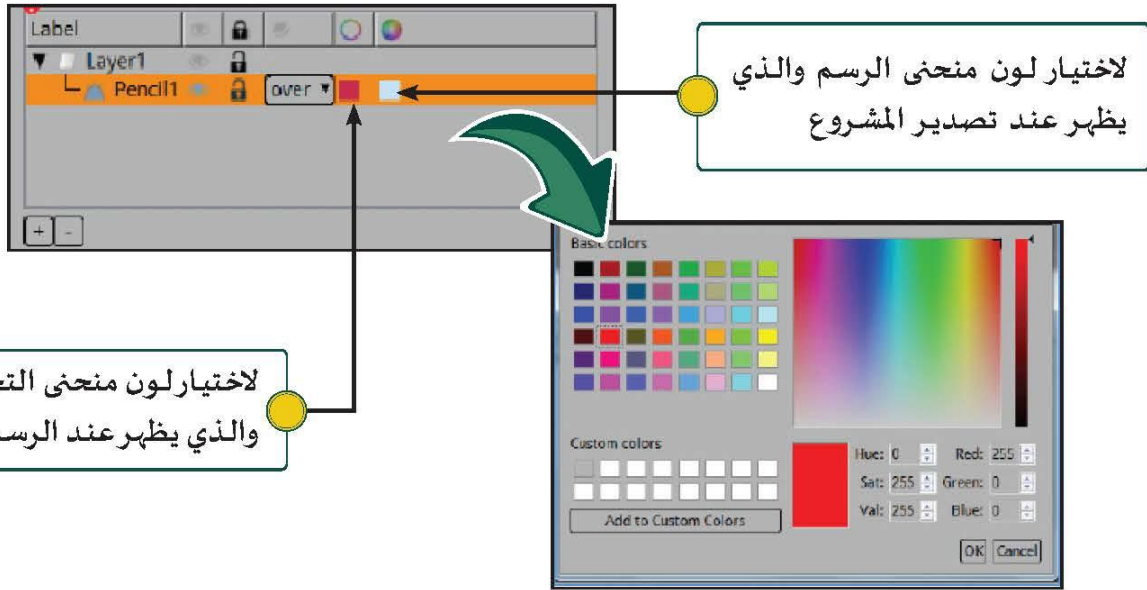 Label
Layer1
Pencil1
over
+ -
لاختيار لون منحنى الرسم والذي
يظهر عند تصدير المشروع
لاختيار لون منحنى
والذي يظهر عند
Basic colors
Custom colors
Add to Custom Colors
Hue: 0 Red: 255
Sat: 255 Green: 0
Val: 255 Blue: 0
OK Cancel